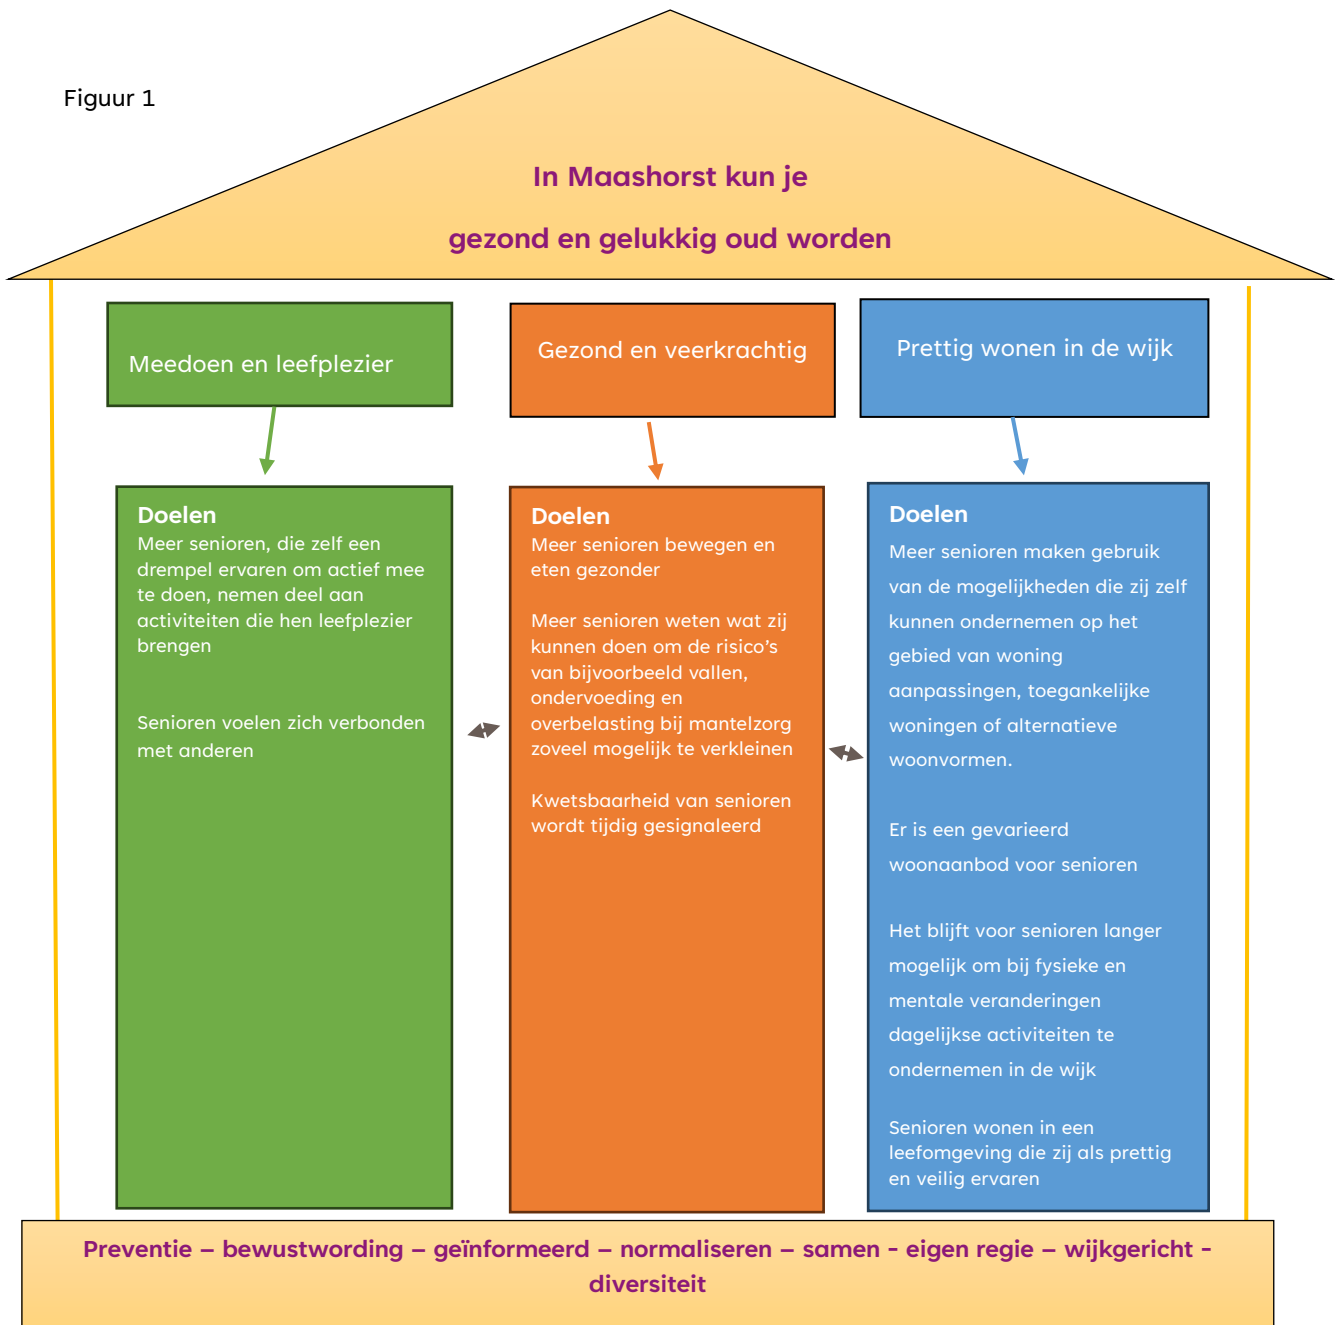 Figuur 1
In Maashorst kun je
gezond en gelukkig oud worden
Meedoen en leefplezier
Gezond en veerkrachtig
Prettig wonen in de wijk
Doelen
Meer senioren, die zelf een
drempel ervaren om actief mee
te doen, nemen deel aan
activiteiten die hen leefplezier
brengen
Senioren voelen zich verbonden
met anderen
Doelen
Meer senioren bewegen en
eten gezonder
Meer senioren weten wat zij
kunnen doen om de risico's
van bijvoorbeeld vallen,
ondervoeding en
overbelasting bij mantelzorg
zoveel mogelijk te verkleinen
Kwetsbaarheid van senioren
wordt tijdig gesignaleerd
Doelen
Meer senioren maken gebruik
van de mogelijkheden die zij zelf
kunnen ondernemen op het
gebied van woning
aanpassingen, toegankelijke
woningen of alternatieve
woonvormen.
Er is een gevarieerd
woonaanbod voor senioren
Het blijft voor senioren langer
mogelijk om bij fysieke en
mentale veranderingen
dagelijkse activiteiten te
ondernemen in de wijk
Senioren wonen in een
leefomgeving die zij als prettig
en veilig ervaren
Preventie – bewustwording – geïnformeerd – normaliseren – samen - eigen regie – wijkgericht -
diversiteit